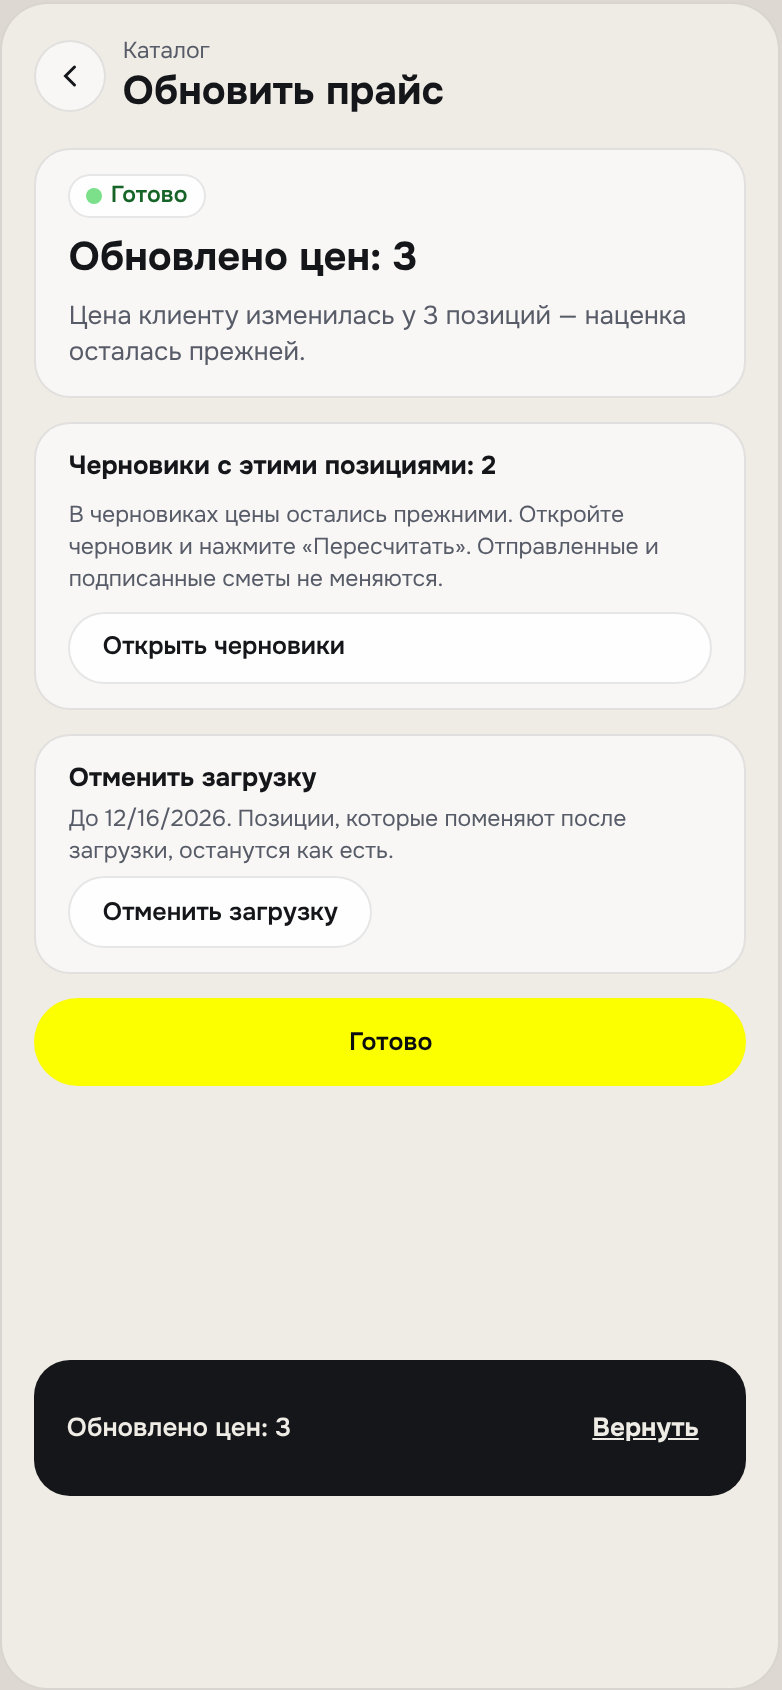 Каталог
Обновить прайс
Готово
Обновлено цен: 3
Цена клиенту изменилась у 3 позиций — наценка
осталась прежней.
Черновики с этими позициями: 2
В черновиках цены остались прежними. Откройте
черновик и нажмите «Пересчитать». Отправленные и
подписанные сметы не меняются.
Открыть черновики
Отменить загрузку
До 12/16/2026. Позиции, которые поменяют после
загрузки, останутся как есть.
Отменить загрузку
Готово
Обновлено цен: 3 Вернуть